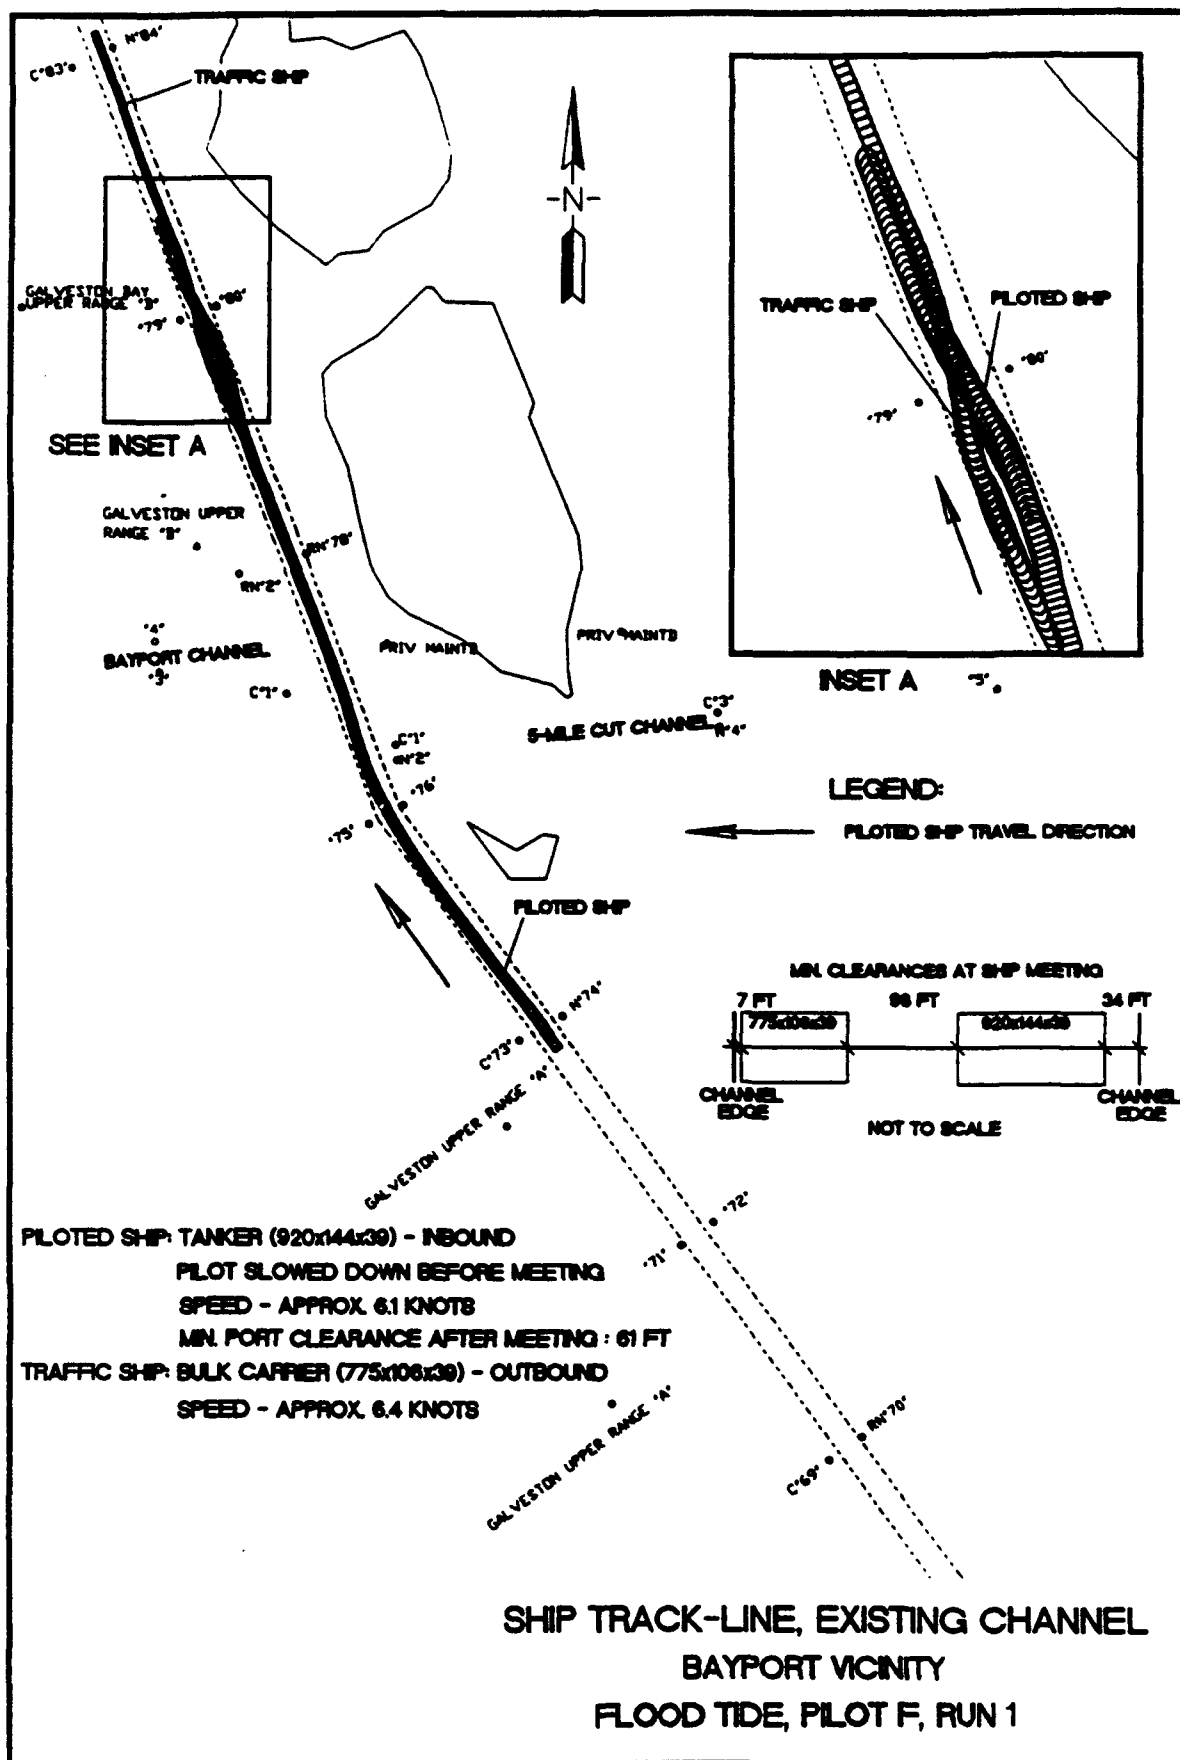 N"84"
C"83"
TRAFFIC SHIP
-N-
GALVESTON BAY
UPPER RANGE "B"
"80"
"79"
SEE INSET A
TRAFFIC SHIP
PILOTED SHIP
"80"
"79"
INSET A
"5"
GALVESTON UPPER
RANGE "B"
RN"78"
RN"2"
"4"
BAYPORT CHANNEL
"3"
C"1"
PRIV MAINTD
PRIV MAINTD
C"3"
5-MILE CUT CHANNEL
R"4"
C"1"
N"2"
"76"
"75"
LEGEND:
PILOTED SHIP TRAVEL DIRECTION
PILOTED SHIP
N"74"
C"73"
MIN. CLEARANCES AT SHIP MEETING
7 FT
34 FT
775x106x39
920x144x39
CHANNEL
EDGE
CHANNEL
EDGE
NOT TO SCALE
GALVESTON UPPER RANGE "A"
"72"
"71"
PILOTED SHIP: TANKER (920x144x39) - INBOUND
PILOT SLOWED DOWN BEFORE MEETING
SPEED - APPROX. 6.1 KNOTS
MIN. PORT CLEARANCE AFTER MEETING : 61 FT
TRAFFIC SHIP: BULK CARRIER (775x106x39) - OUTBOUND
SPEED - APPROX. 6.4 KNOTS
GALVESTON UPPER RANGE "A"
RN"70"
C"69"
SHIP TRACK-LINE, EXISTING CHANNEL
BAYPORT VICINITY
FLOOD TIDE, PILOT F, RUN 1